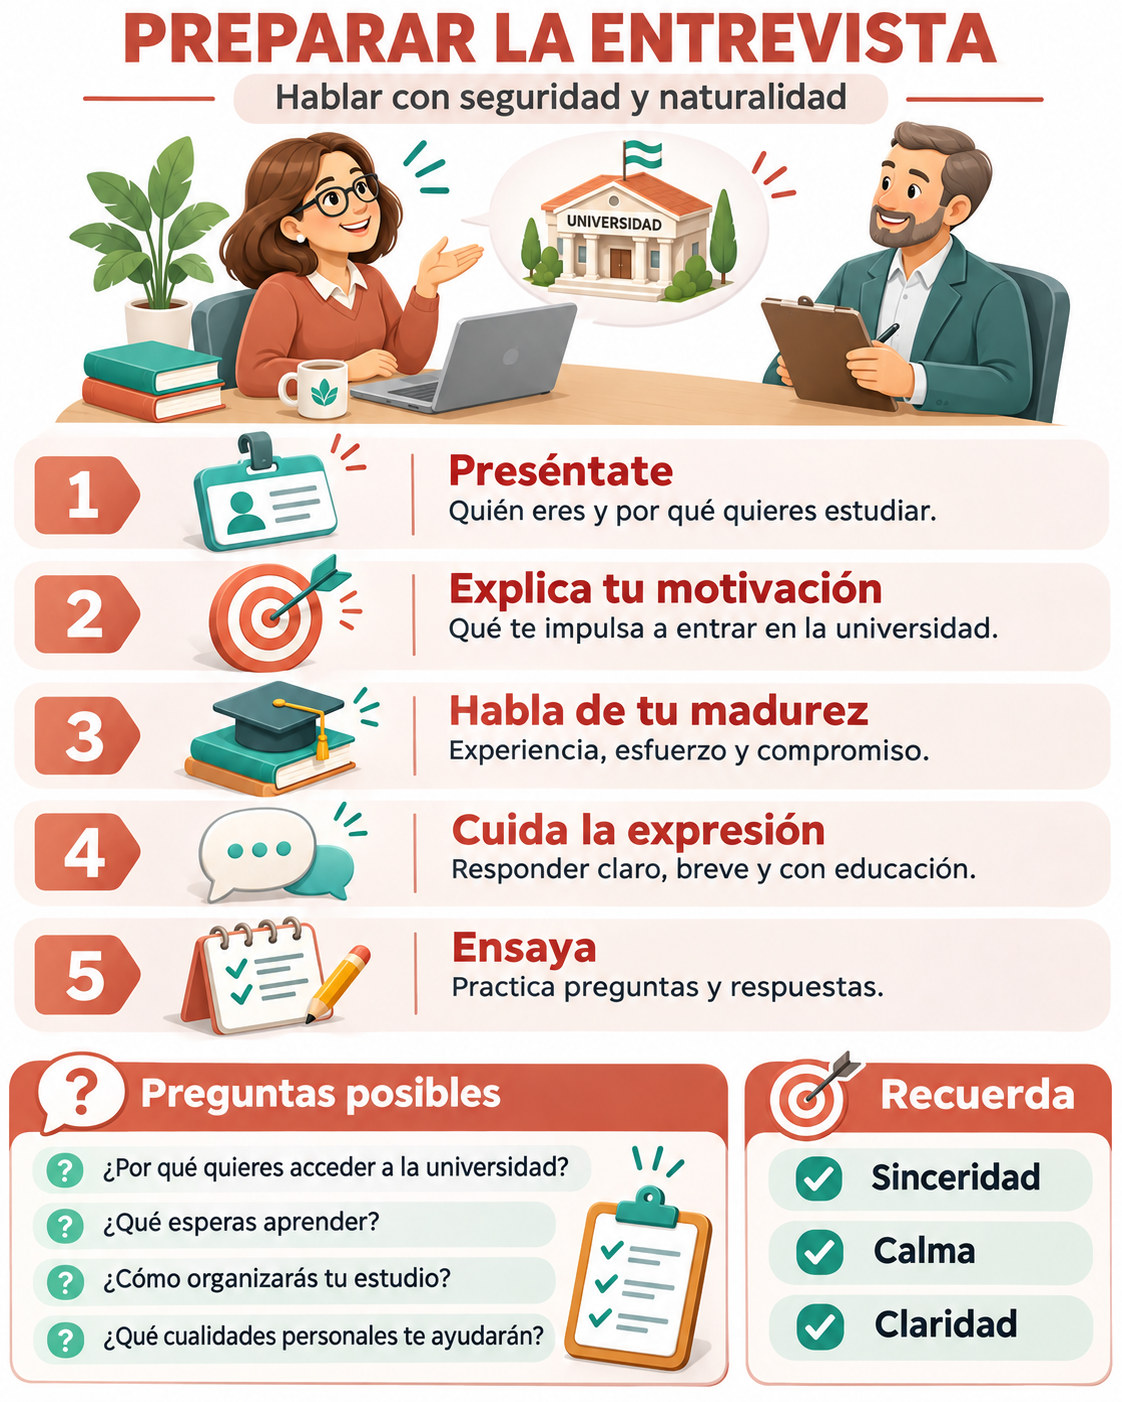 PREPARAR LA ENTREVISTA
Hablar con seguridad y naturalidad
UNIVERSIDAD
1
Preséntate
Quién eres y por qué quieres estudiar.
2
Explica tu motivación
Qué te impulsa a entrar en la universidad.
3
Habla de tu madurez
Experiencia, esfuerzo y compromiso.
4
Cuida la expresión
Responder claro, breve y con educación.
5
Ensaya
Practica preguntas y respuestas.
? Preguntas posibles
? ¿Por qué quieres acceder a la universidad?
? ¿Qué esperas aprender?
? ¿Cómo organizarás tu estudio?
? ¿Qué cualidades personales te ayudarán?
Recuerda
Sinceridad
Calma
Claridad